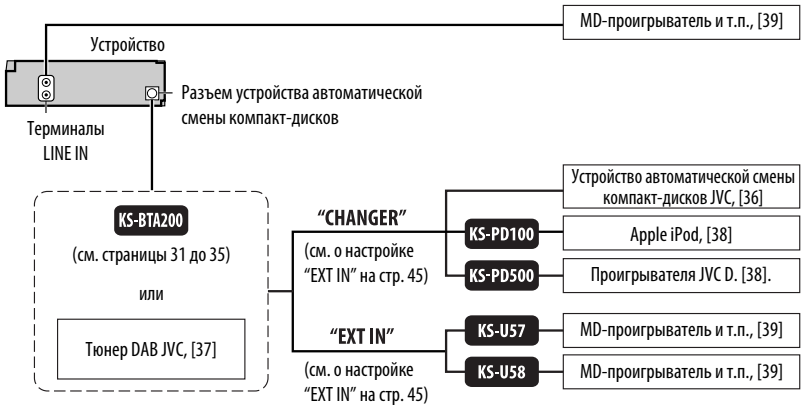 MD-проигрыватель и т.п., [39]
Устройство
Разъем устройства автоматической
смены компакт-дисков
Терминалы
LINE IN
KS-BTA200
(см. страницы 31 до 35)
или
Тюнер DAB JVC, [37]
“CHANGER”
(см. о настройке
“EXT IN” на стр. 45)
Устройство автоматической смены
компакт-дисков JVC, [36]
KS-PD100
Apple iPod, [38]
KS-PD500
Проигрывателя JVC D. [38].
“EXT IN”
(см. о настройке
“EXT IN” на стр. 45)
KS-U57
MD-проигрыватель и т.п., [39]
KS-U58
MD-проигрыватель и т.п., [39]